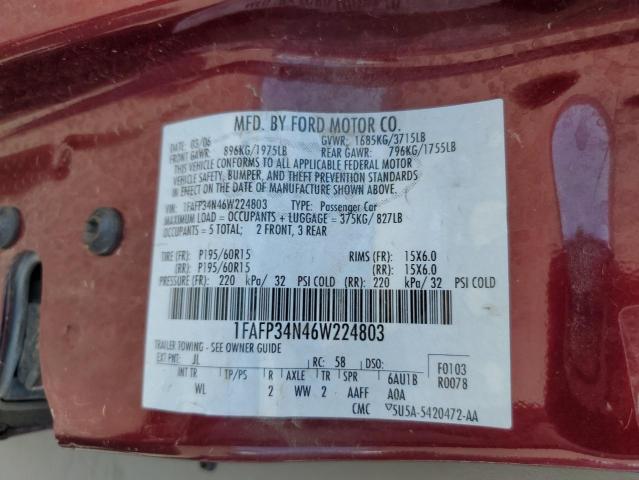 MFD. BY FORD MOTOR CO.
DATE: 03/06 GVWR: 1685KG/3715LB
FRONT GAWR: 896KG/1975LB REAR GAWR: 796KG/1755LB
THIS VEHICLE CONFORMS TO ALL APPLICABLE FEDERAL MOTOR
VEHICLE SAFETY, BUMPER, AND THEFT PREVENTION STANDARDS
IN EFFECT ON THE DATE OF MANUFACTURE SHOWN ABOVE.
VIN: 1FAFP34N46W224803 TYPE: Passenger Car
MAXIMUM LOAD = OCCUPANTS + LUGGAGE = 375KG/827LB
OCCUPANTS = 5 TOTAL; 2 FRONT, 3 REAR
TIRE (FR): P195/60R15 RIMS (FR): 15X6.0
(RR): P195/60R15 (RR): 15X6.0
PRESSURE (FR): 220 kPa/ 32 PSI COLD (RR): 220 kPa/ 32 PSI COLD
1FAFP34N46W224803
TRAILER TOWING - SEE OWNER GUIDE
EXT PNT: JL RC: 58 DSO: F0103
INT TR TP/PS R AXLE TR SPR 6AU1B R0078
WL 2 WW 2 AAFF A0A
CMC ▽5U5A-5420472-AA